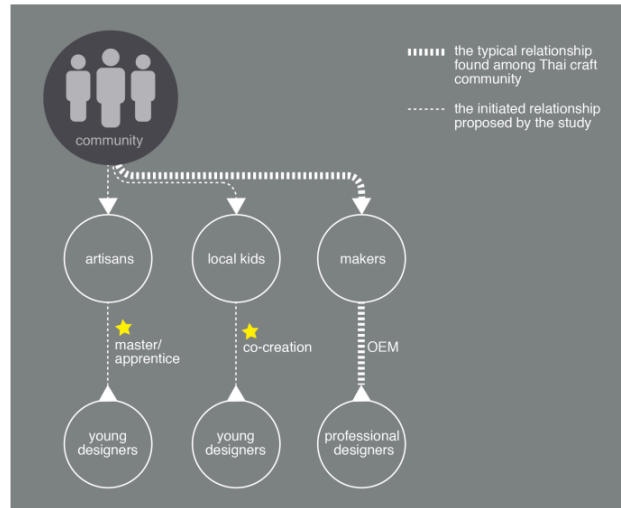 community
the typical relationship
found among Thai craft
community
the initiated relationship
proposed by the study
artisans
local kids
makers
master/
apprentice
co-creation
OEM
young
designers
young
designers
professional
designers